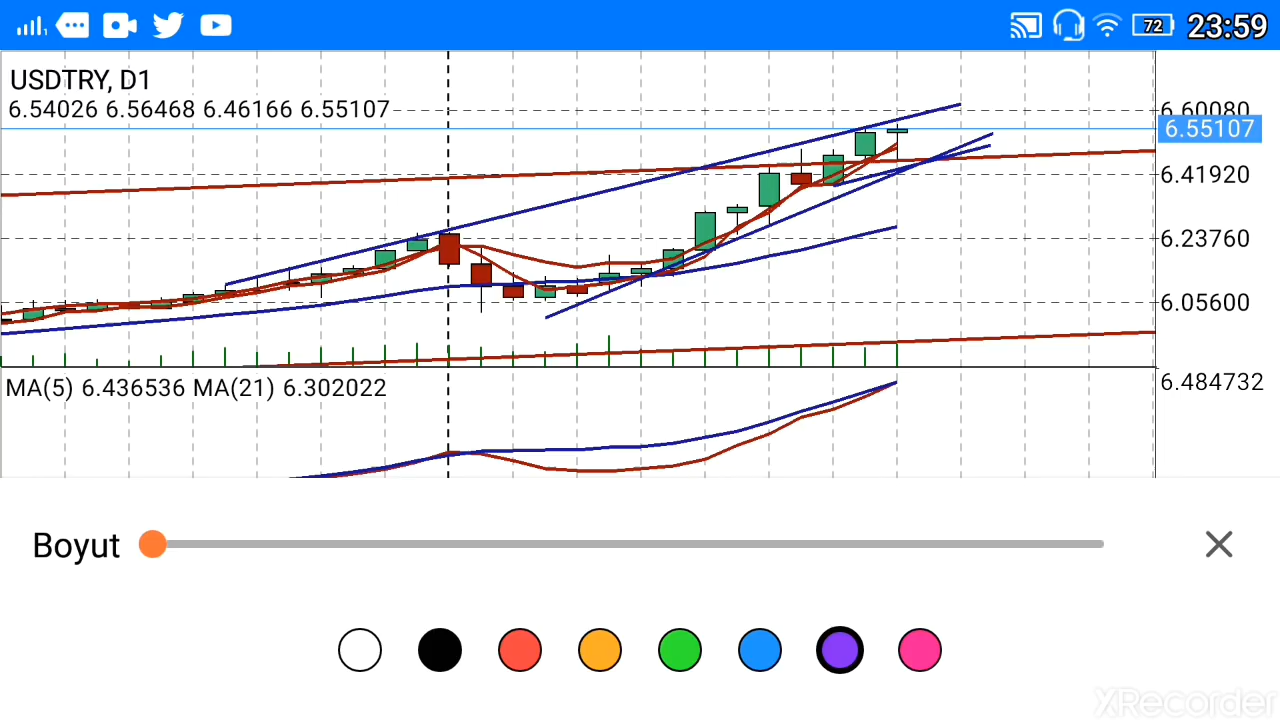 72 23:59
USDTRY, D1
6.54026 6.56468 6.46166 6.55107
6.60080
6.55107
6.41920
6.23760
6.05600
MA(5) 6.436536 MA(21) 6.302022
6.484732
Boyut
XRecorder